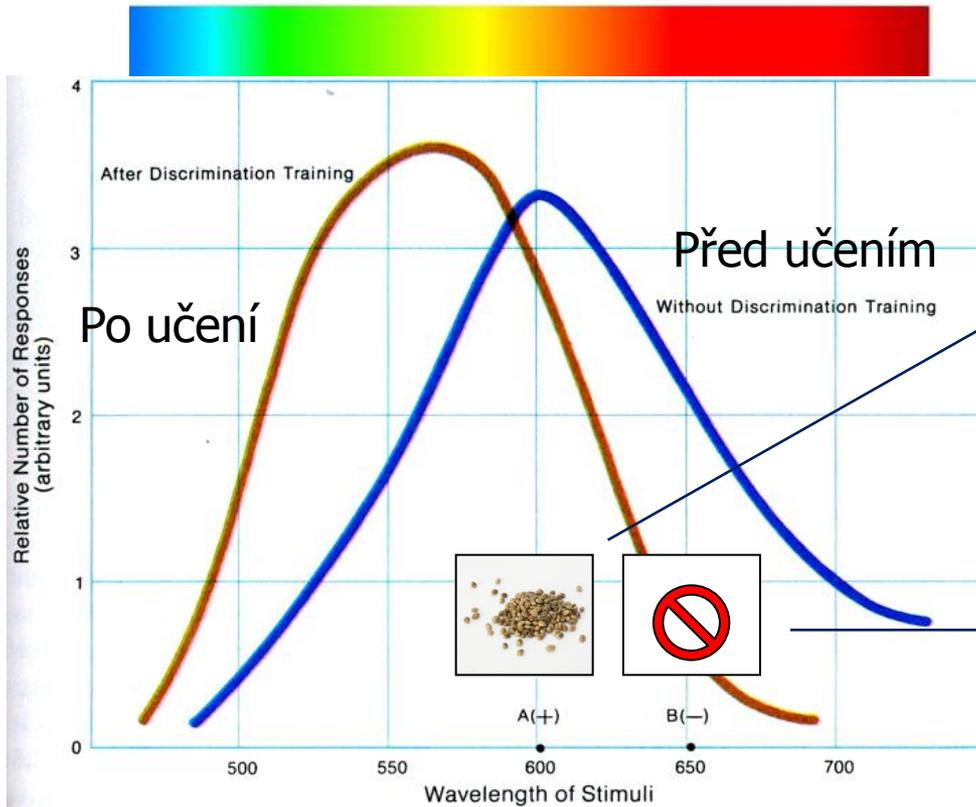 4
After Discrimination Training
3
Před učením
Without Discrimination Training
Po učení
Relative Number of Responses
(arbitrary units)
2
1
A(+)
B(—)
0
500
550
600
650
700
Wavelength of Stimuli